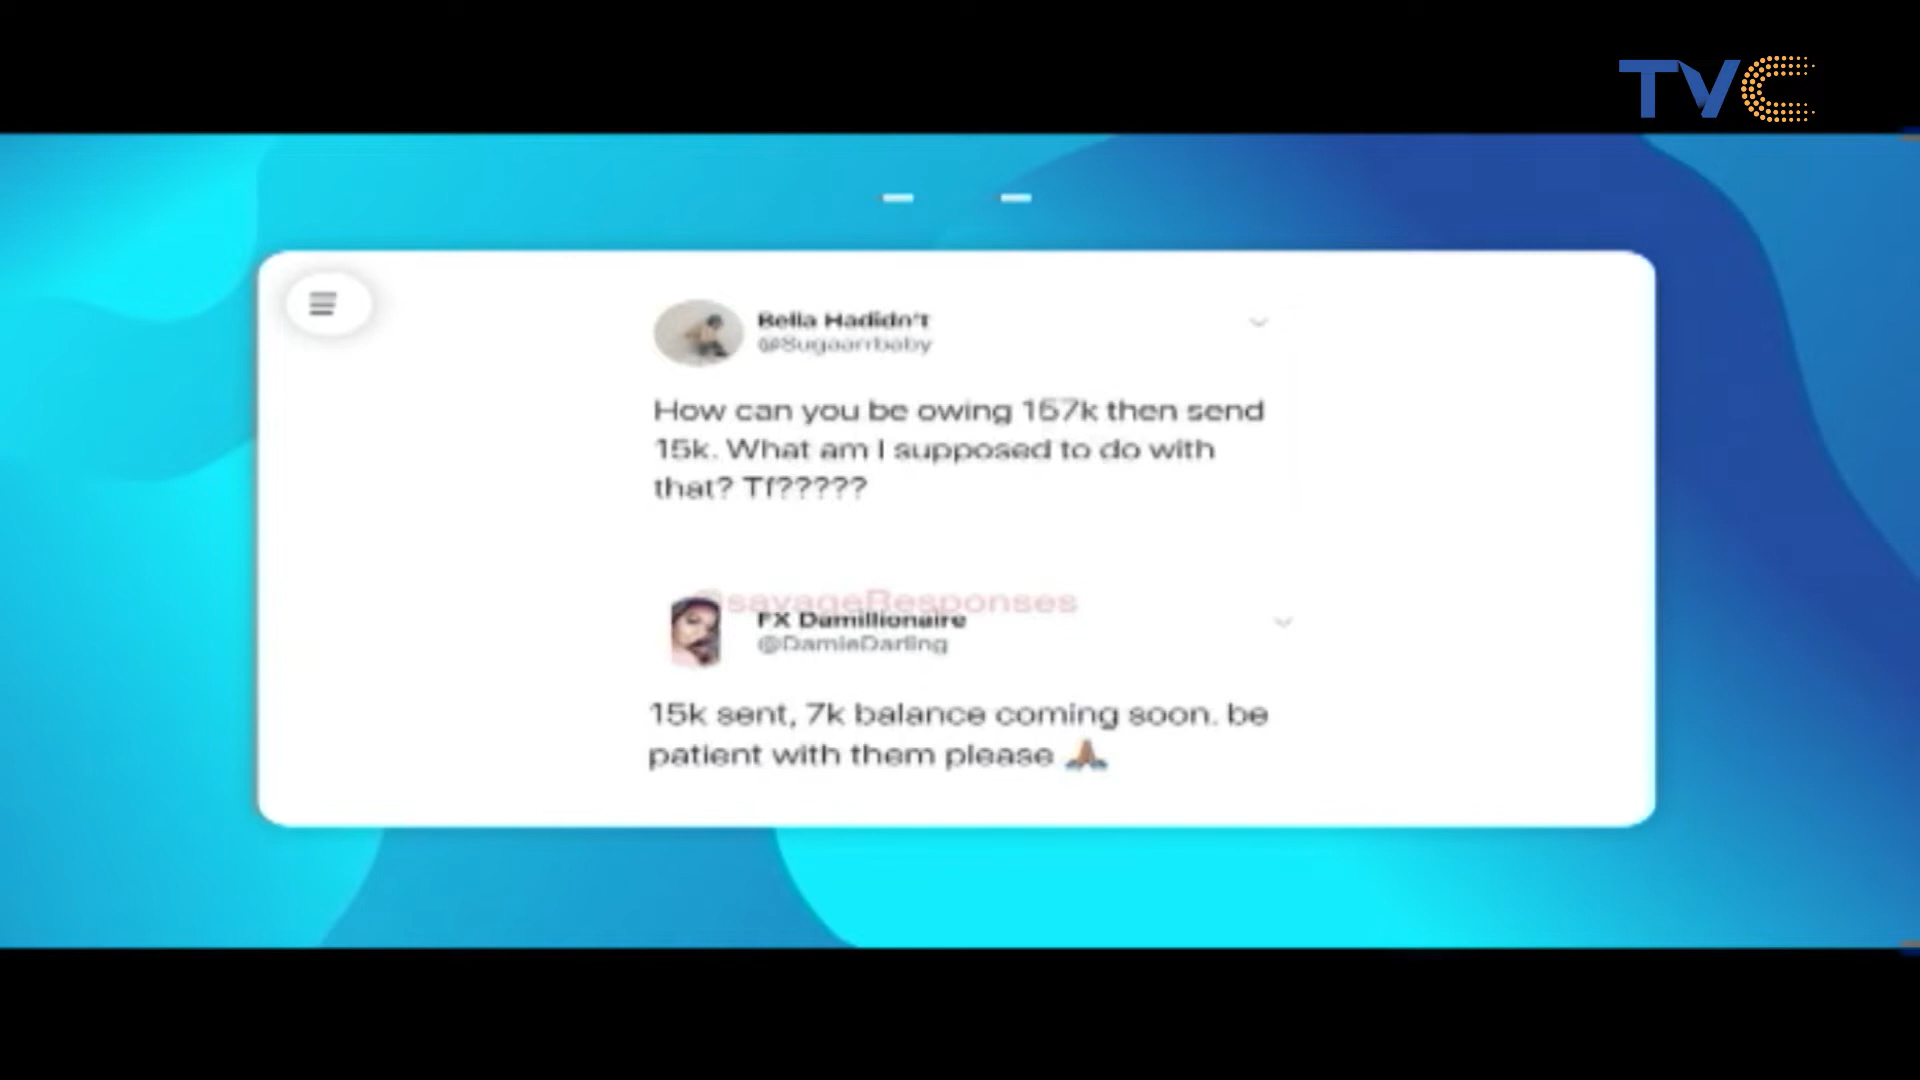 TVC
Bella Hadidn't
@Sugaarrbaby
How can you be owing 157k then send
15k. What am I supposed to do with
that? Tf?????
@savageResponses
FX Damillionaire
@DamieDarling
15k sent, 7k balance coming soon. be
patient with them please 🙏🏽